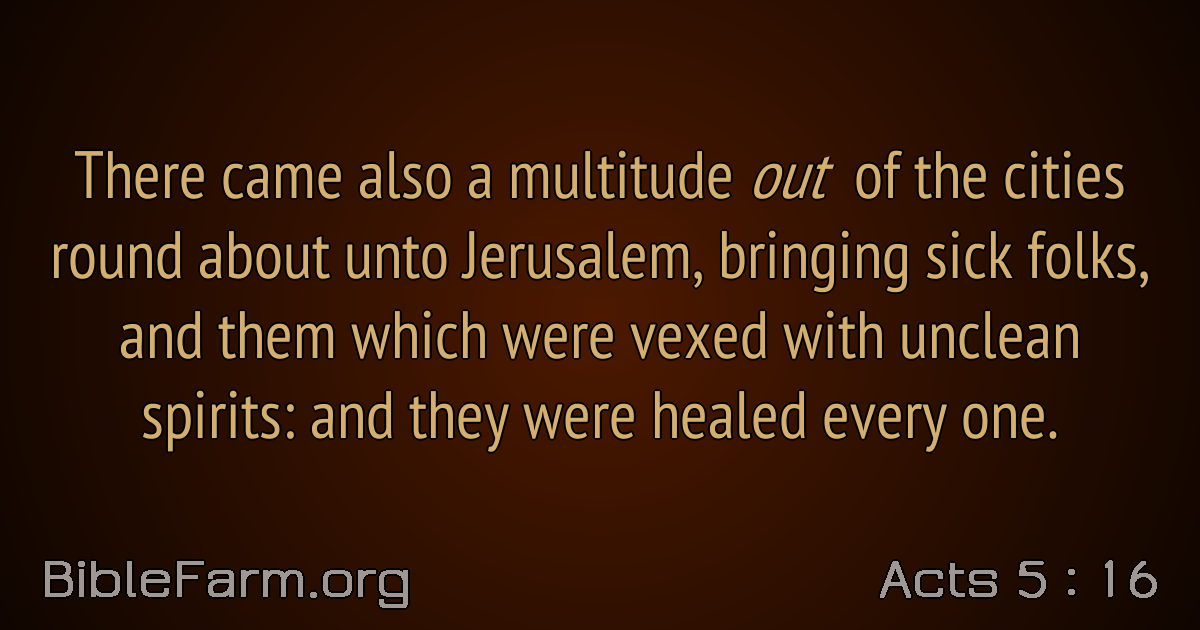 There came also a multitude out of the cities
round about unto Jerusalem, bringing sick folks,
and them which were vexed with unclean
spirits: and they were healed every one.
BibleFarm.org
Acts 5 : 16